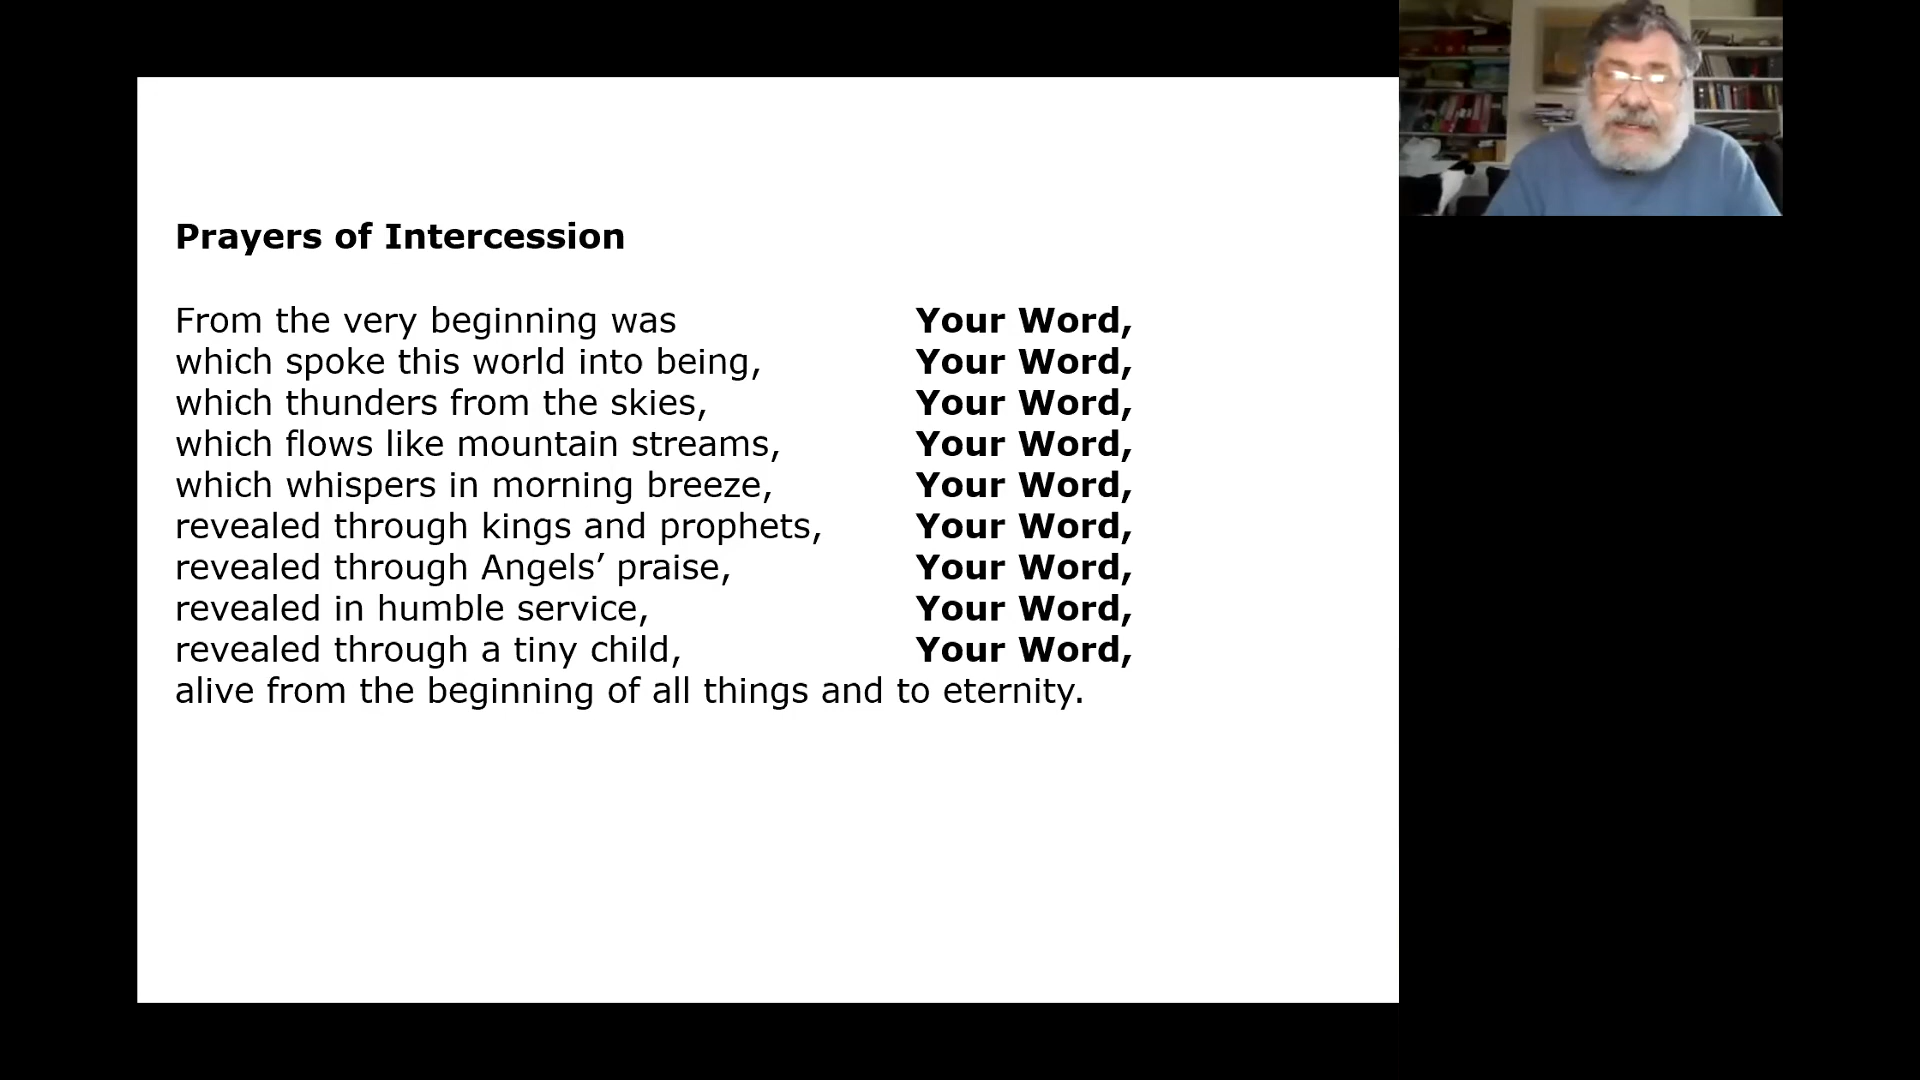 Prayers of Intercession
From the very beginning was Your Word,
which spoke this world into being, Your Word,
which thunders from the skies, Your Word,
which flows like mountain streams, Your Word,
which whispers in morning breeze, Your Word,
revealed through kings and prophets, Your Word,
revealed through Angels’ praise, Your Word,
revealed in humble service, Your Word,
revealed through a tiny child, Your Word,
alive from the beginning of all things and to eternity.